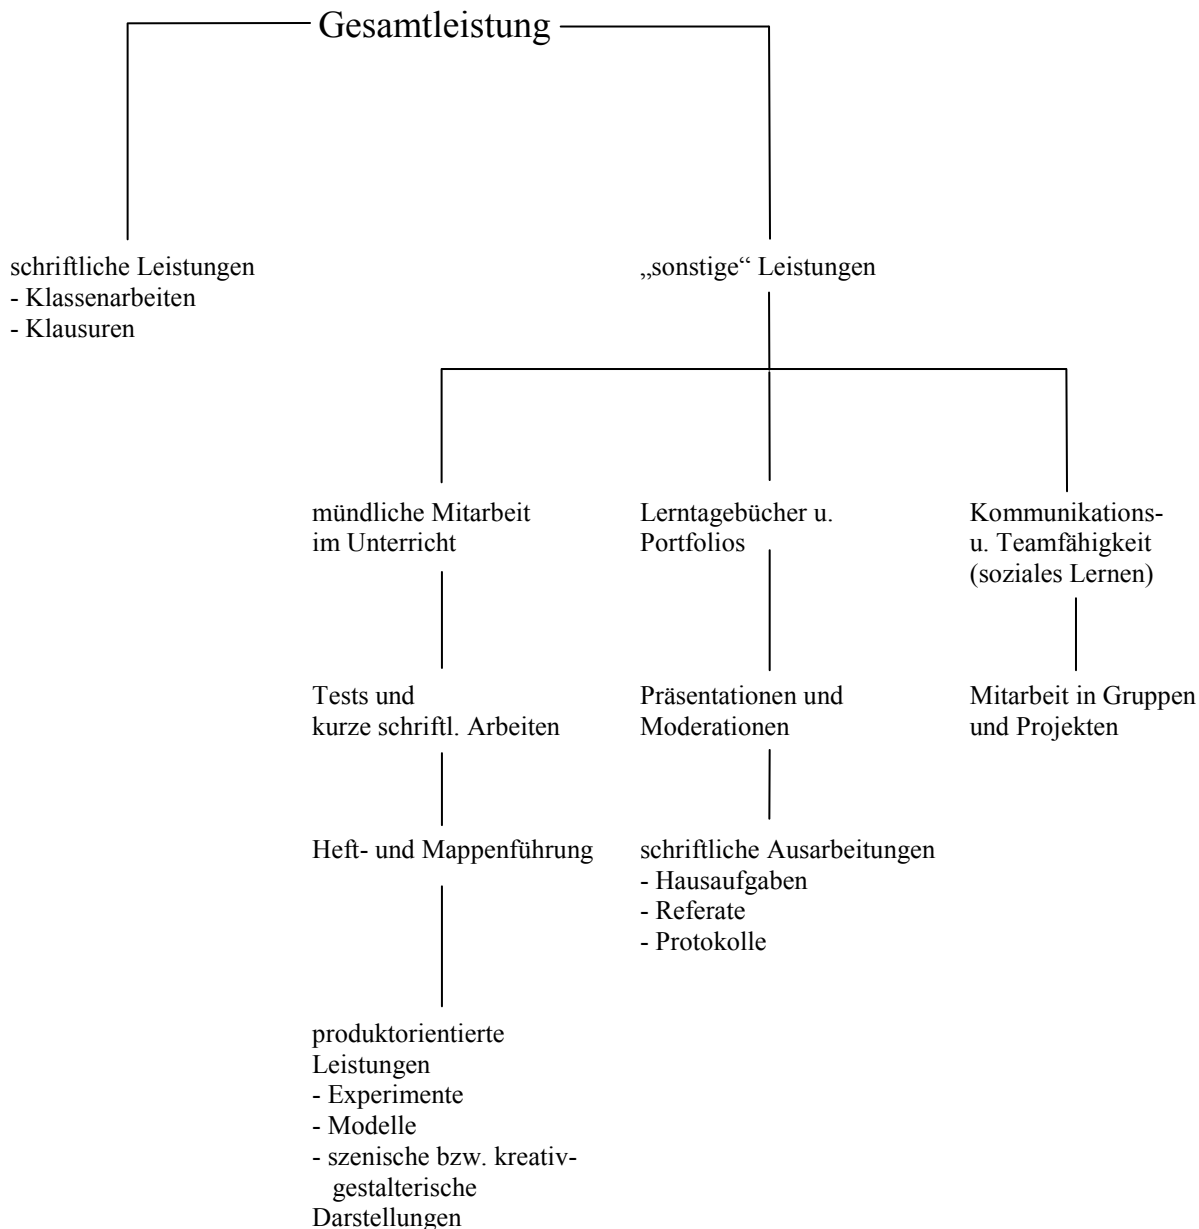 Gesamtleistung
schriftliche Leistungen
- Klassenarbeiten
- Klausuren
„sonstige“ Leistungen
mündliche Mitarbeit
im Unterricht
Lerntagebücher u.
Portfolios
Kommunikations-
u. Teamfähigkeit
(soziales Lernen)
Tests und
kurze schriftl. Arbeiten
Präsentationen und
Moderationen
Mitarbeit in Gruppen
und Projekten
Heft- und Mappenführung
schriftliche Ausarbeitungen
- Hausaufgaben
- Referate
- Protokolle
produktorientierte
Leistungen
- Experimente
- Modelle
- szenische bzw. kreativ-
gestalterische
Darstellungen